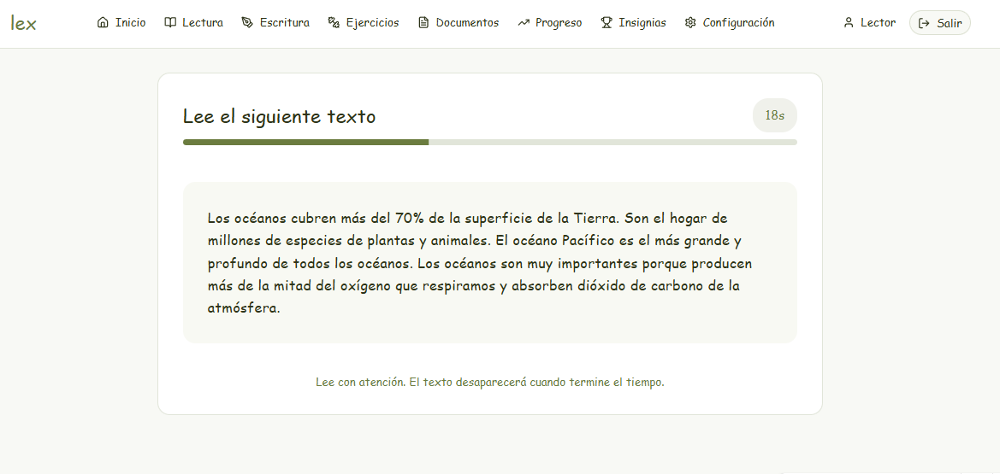 lex
Inicio
Lectura
Escritura
Ejercicios
Documentos
Progreso
Insignias
Configuración
Lector
Salir
Lee el siguiente texto
18s
Los océanos cubren más del 70% de la superficie de la Tierra. Son el hogar de
millones de especies de plantas y animales. El océano Pacífico es el más grande y
profundo de todos los océanos. Los océanos son muy importantes porque producen
más de la mitad del oxígeno que respiramos y absorben dióxido de carbono de la
atmósfera.
Lee con atención. El texto desaparecerá cuando termine el tiempo.